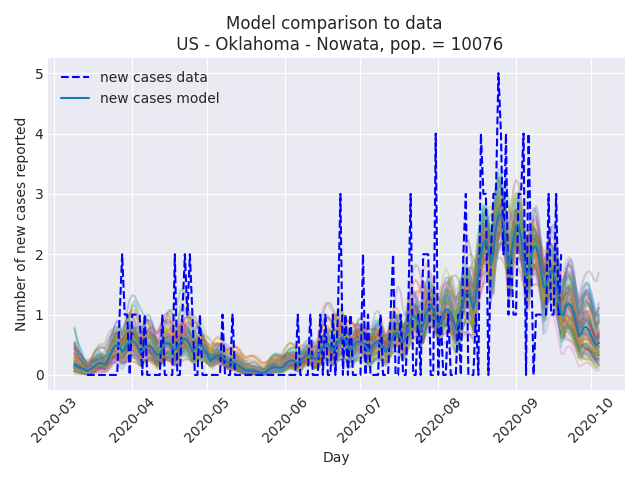 Model comparison to data
US - Oklahoma - Nowata, pop. = 10076
new cases data
new cases model
Number of new cases reported
5
4
3
2
1
0
2020-03
2020-04
2020-05
2020-06
2020-07
2020-08
2020-09
2020-10
Day